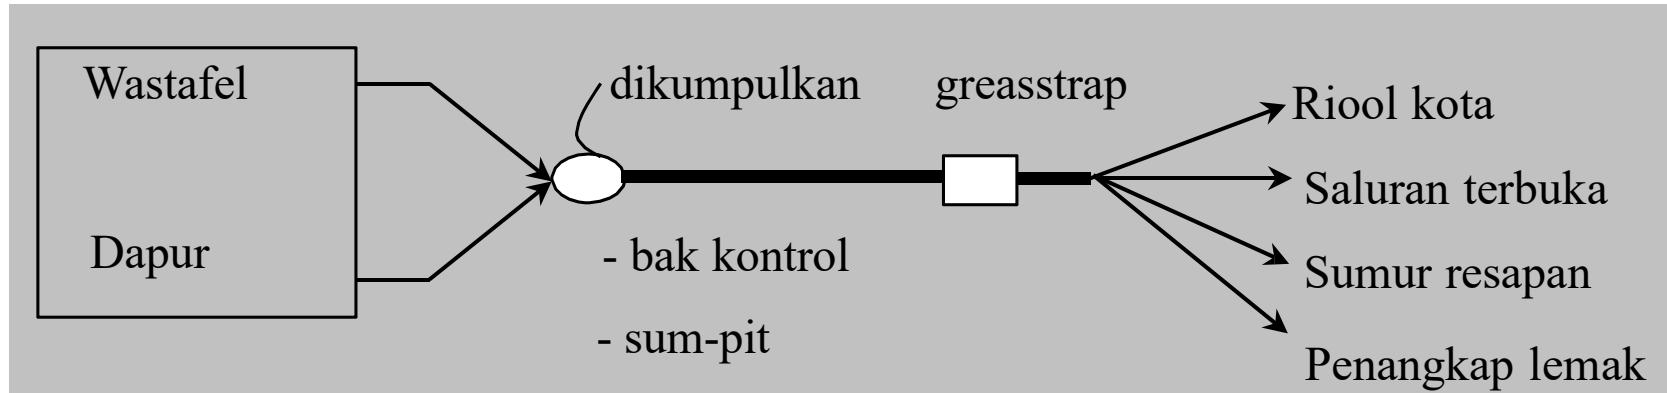 Wastafel
Dapur
dikumpulkan
- bak kontrol
- sum-pit
greasstrap
Riool kota
Saluran terbuka
Sumur resapan
Penangkap lemak